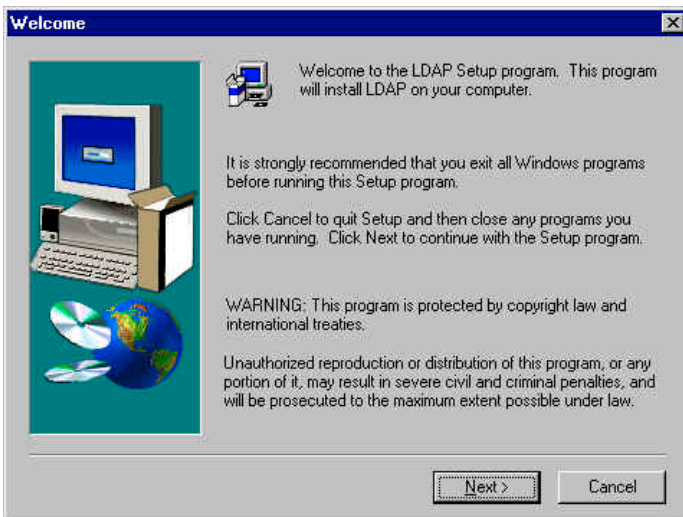 Welcome
Welcome to the LDAP Setup program.  This program
will install LDAP on your computer.
It is strongly recommended that you exit all Windows programs
before running this Setup program.
Click Cancel to quit Setup and then close any programs you
have running.  Click Next to continue with the Setup program.
WARNING: This program is protected by copyright law and
international treaties.
Unauthorized reproduction or distribution of this program, or any
portion of it, may result in severe civil and criminal penalties, and
will be prosecuted to the maximum extent possible under law.
Next >
Cancel